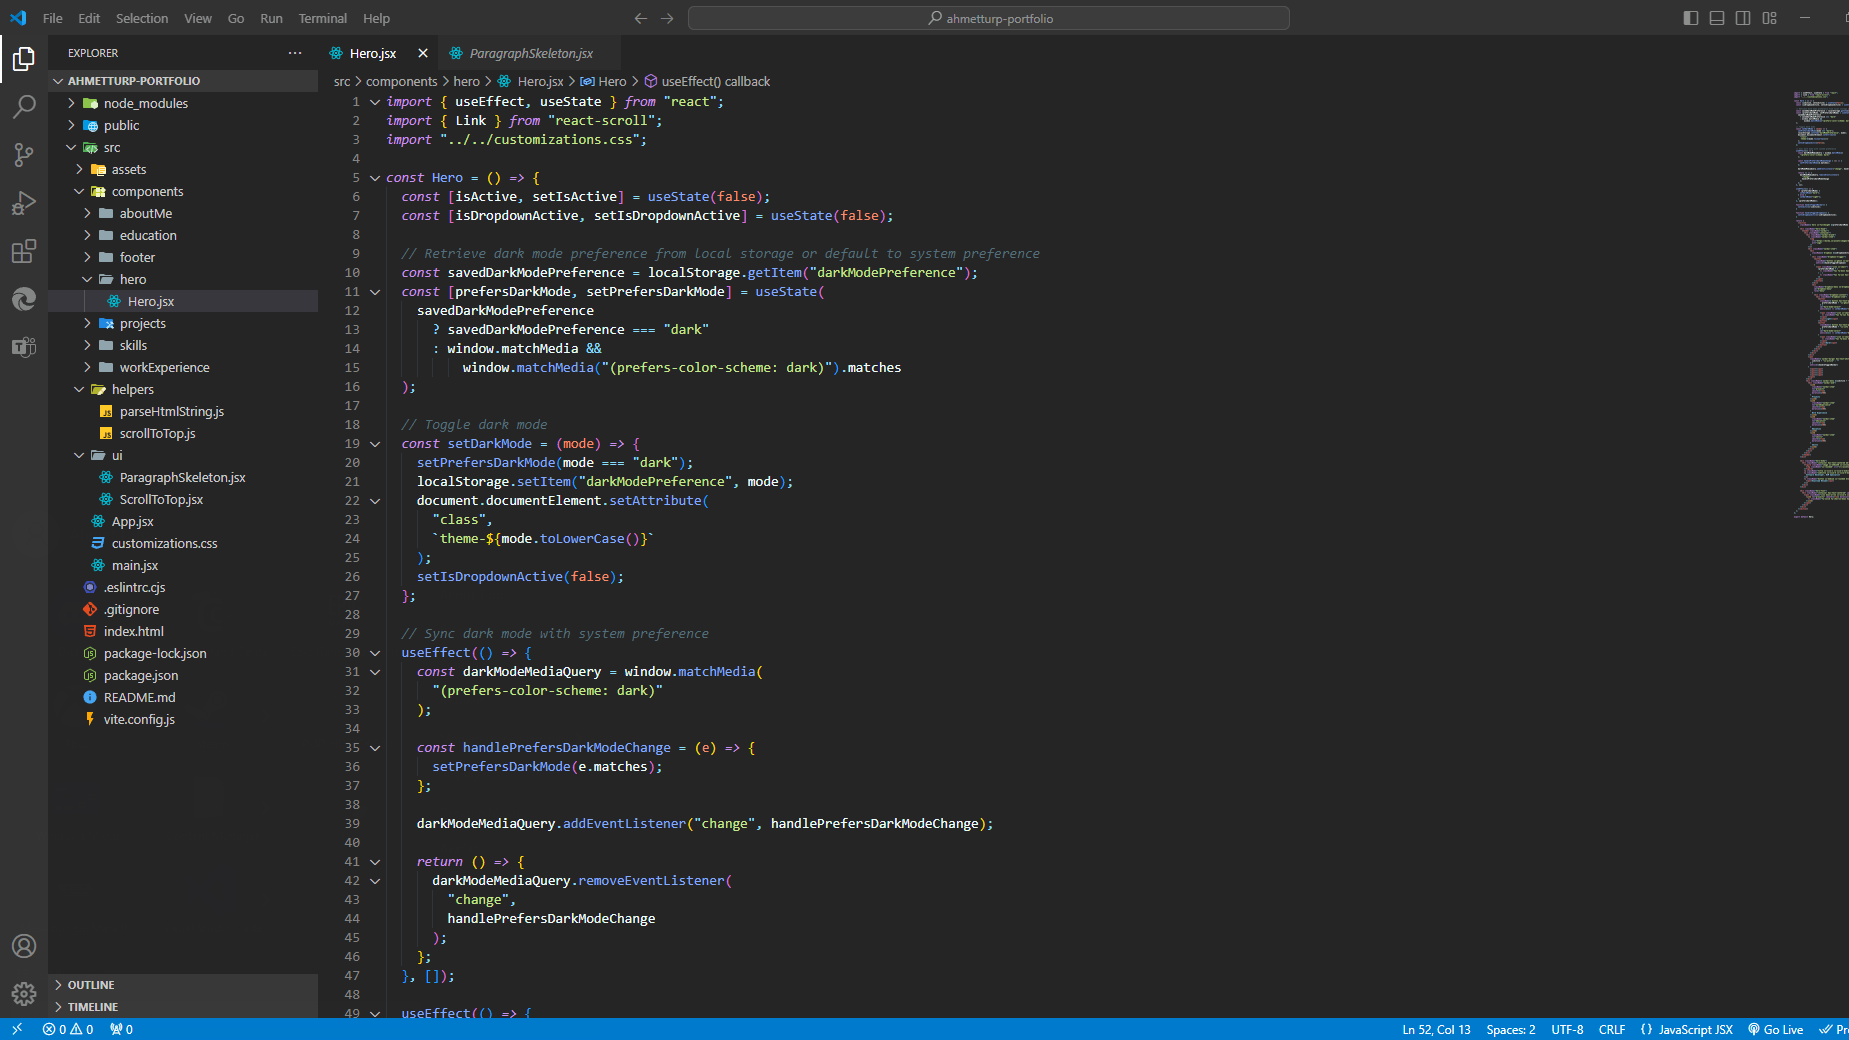 File Edit Selection View Go Run Terminal Help
ahmetturp-portfolio
EXPLORER
AHMETTURP-PORTFOLIO
node_modules
public
src
assets
components
aboutMe
education
footer
hero
Hero.jsx
projects
skills
workExperience
helpers
parseHtmlString.js
scrollToTop.js
ui
ParagraphSkeleton.jsx
ScrollToTop.jsx
App.jsx
customizations.css
main.jsx
.eslintrc.cjs
.gitignore
index.html
package-lock.json
package.json
README.md
vite.config.js
OUTLINE
TIMELINE
Hero.jsx ParagraphSkeleton.jsx
src > components > hero > Hero.jsx > Hero > useEffect() callback
1 import { useEffect, useState } from "react";
2 import { Link } from "react-scroll";
3 import "../../customizations.css";
4
5 const Hero = () => {
6 const [isActive, setIsActive] = useState(false);
7 const [isDropdownActive, setIsDropdownActive] = useState(false);
8
9 // Retrieve dark mode preference from local storage or default to system preference
10 const savedDarkModePreference = localStorage.getItem("darkModePreference");
11 const [prefersDarkMode, setPrefersDarkMode] = useState(
12 savedDarkModePreference
13 ? savedDarkModePreference === "dark"
14 : window.matchMedia &&
15 window.matchMedia("(prefers-color-scheme: dark)").matches
16 );
17
18 // Toggle dark mode
19 const setDarkMode = (mode) => {
20 setPrefersDarkMode(mode === "dark");
21 localStorage.setItem("darkModePreference", mode);
22 document.documentElement.setAttribute(
23 "class",
24 `theme-${mode.toLowerCase()}`
25 );
26 setIsDropdownActive(false);
27 };
28
29 // Sync dark mode with system preference
30 useEffect(() => {
31 const darkModeMediaQuery = window.matchMedia(
32 "(prefers-color-scheme: dark)"
33 );
34
35 const handlePrefersDarkModeChange = (e) => {
36 setPrefersDarkMode(e.matches);
37 };
38
39 darkModeMediaQuery.addEventListener("change", handlePrefersDarkModeChange);
40
41 return () => {
42 darkModeMediaQuery.removeEventListener(
43 "change",
44 handlePrefersDarkModeChange
45 );
46 };
47 }, []);
48
49 useEffect(() => {
0 0 0 Ln 52, Col 13 Spaces: 2 UTF-8 CRLF {} JavaScript JSX Go Live